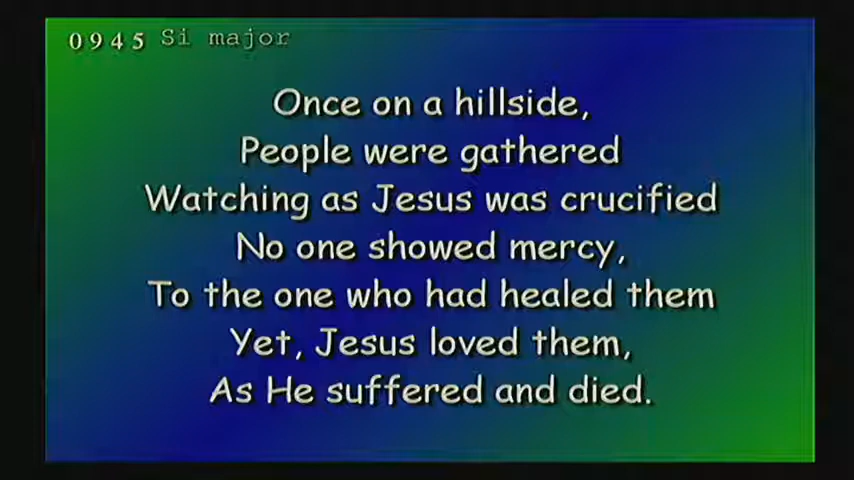 0945 Si major
Once on a hillside,
People were gathered
Watching as Jesus was crucified
No one showed mercy,
To the one who had healed them
Yet, Jesus loved them,
As He suffered and died.